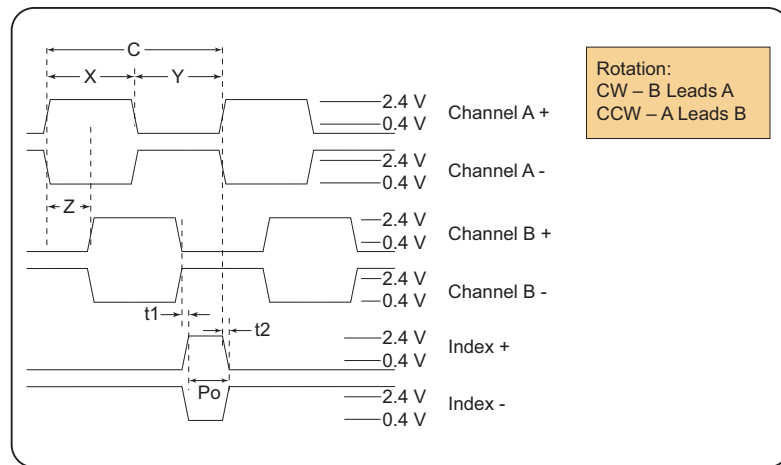 C
X Y
Rotation:
CW – B Leads A
CCW – A Leads B
2.4 V
0.4 V
Channel A +
2.4 V
0.4 V
Channel A -
Z
2.4 V
0.4 V
Channel B +
2.4 V
0.4 V
Channel B -
t1
t2
2.4 V
0.4 V
Index +
Po
2.4 V
0.4 V
Index -